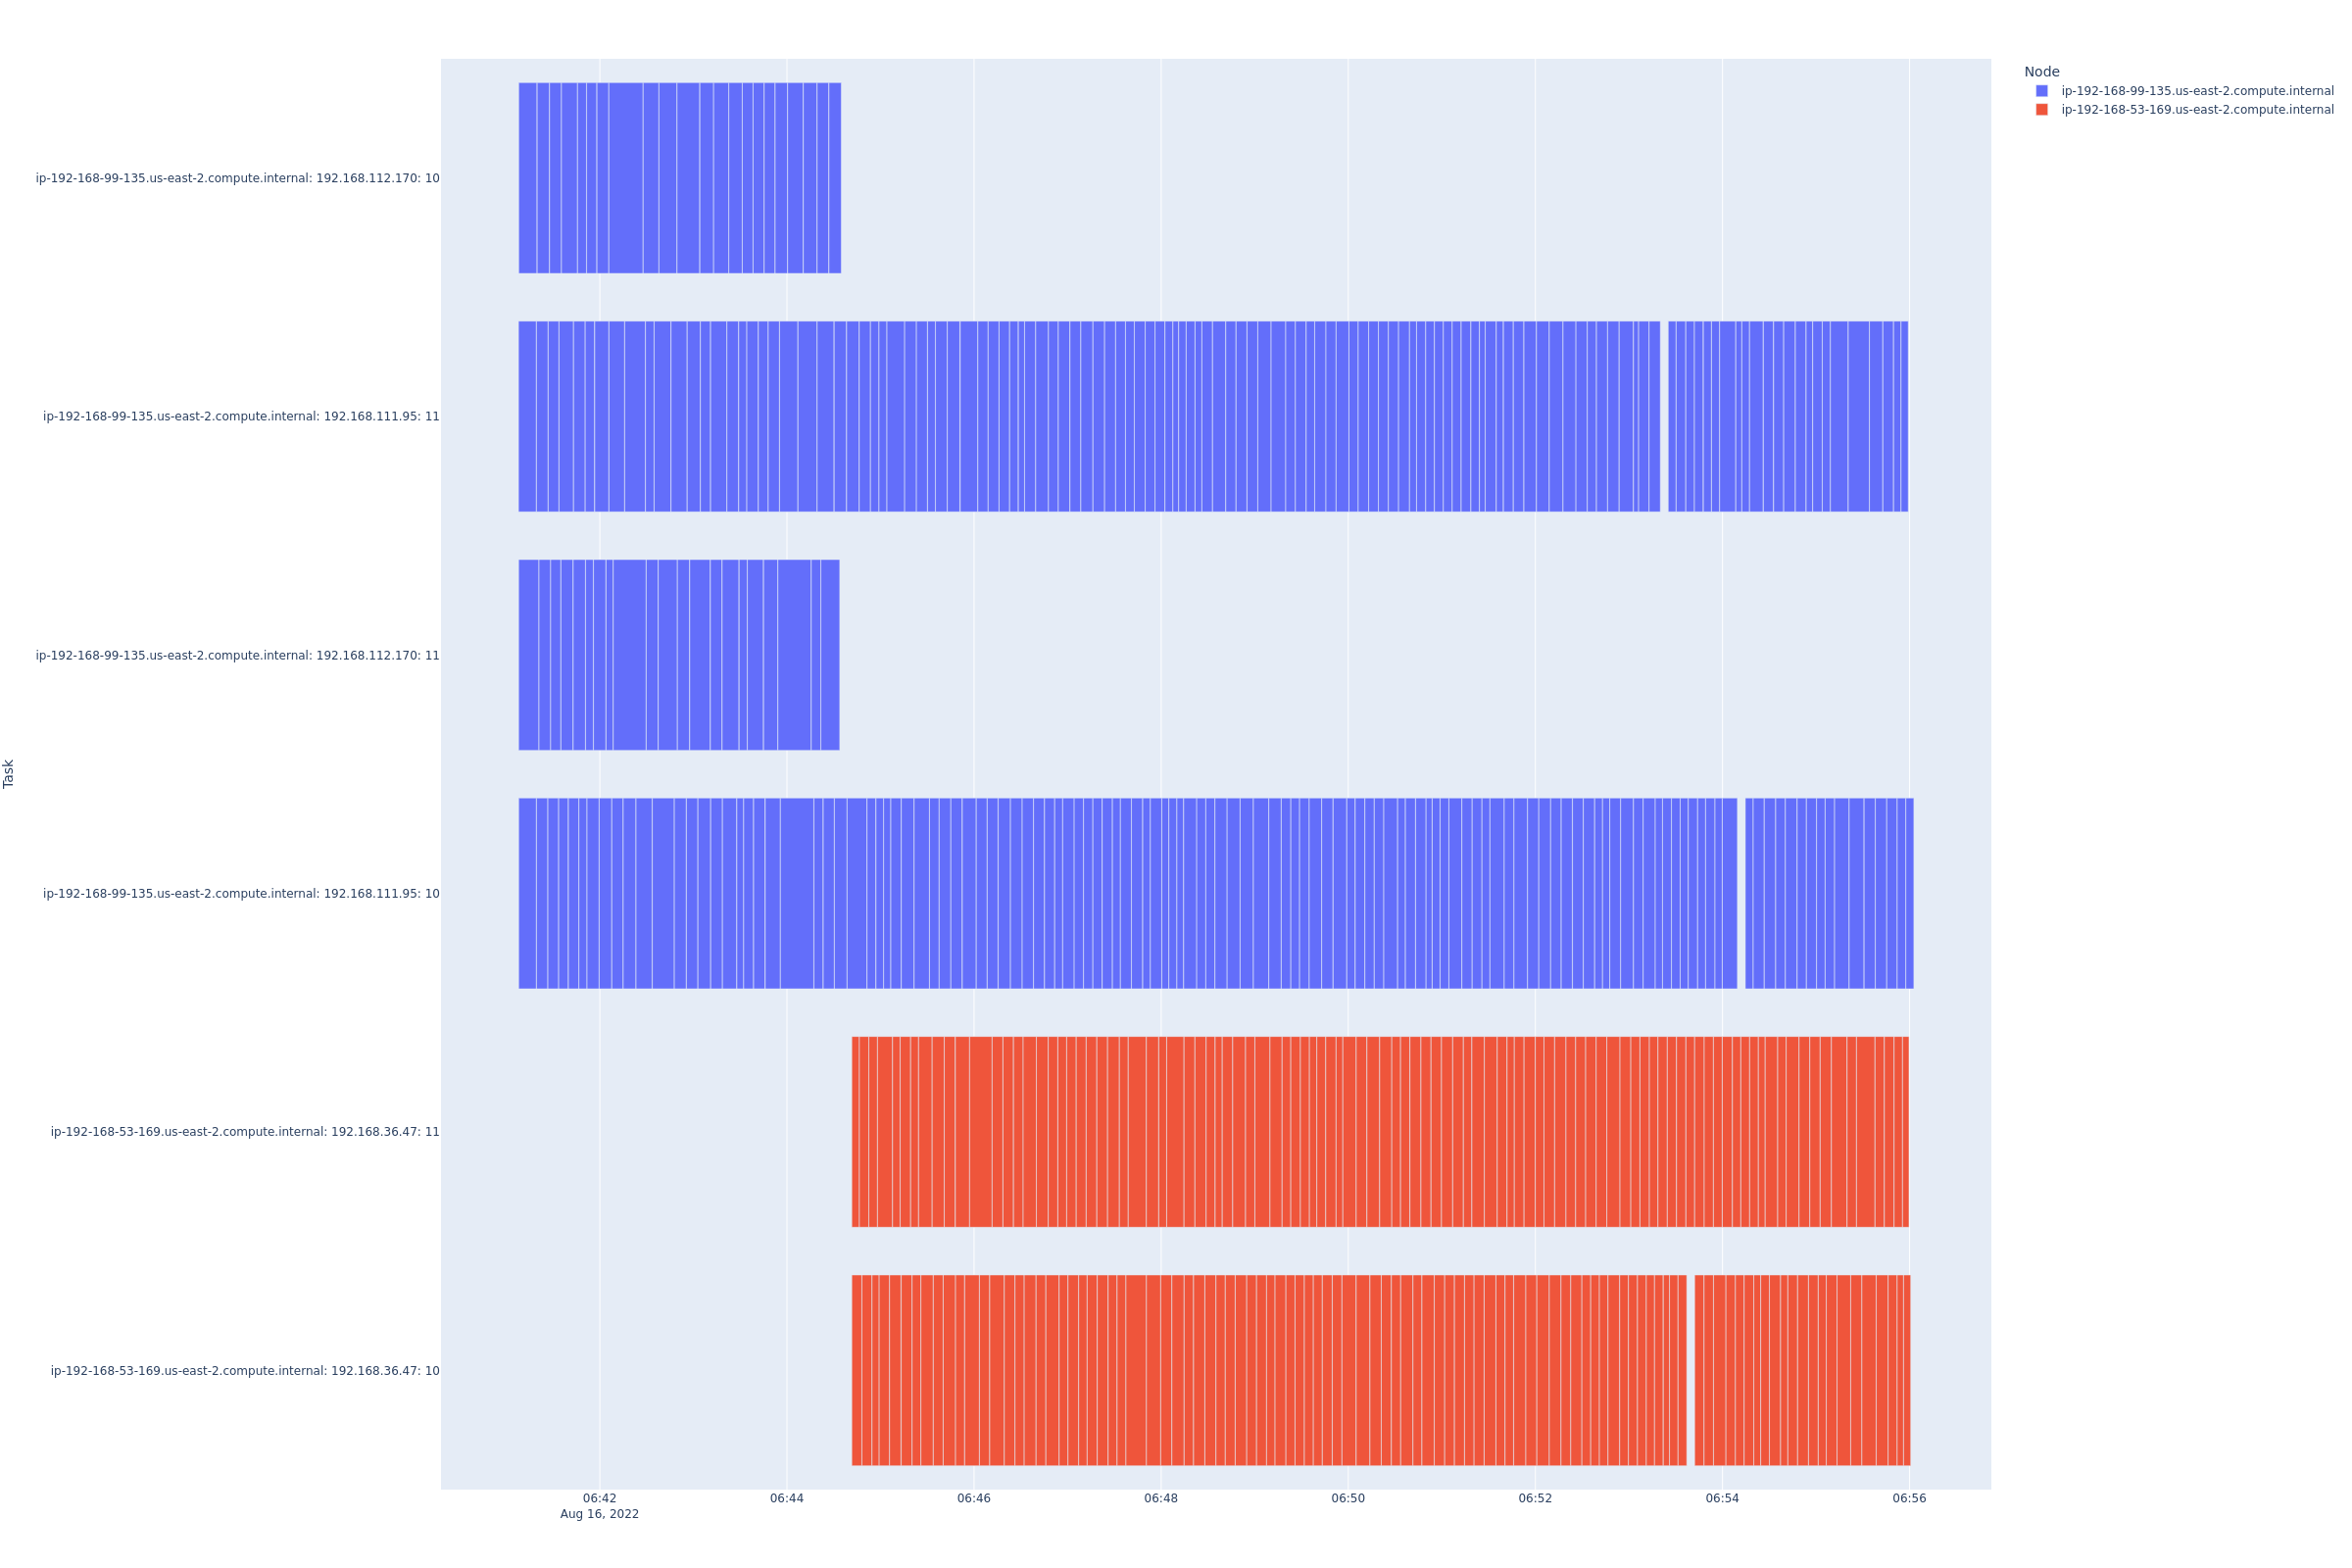 Node
ip-192-168-99-135.us-east-2.compute.internal
ip-192-168-53-169.us-east-2.compute.internal
ip-192-168-99-135.us-east-2.compute.internal: 192.168.112.170: 10
ip-192-168-99-135.us-east-2.compute.internal: 192.168.111.95: 11
ip-192-168-99-135.us-east-2.compute.internal: 192.168.112.170: 11
Task
ip-192-168-99-135.us-east-2.compute.internal: 192.168.111.95: 10
ip-192-168-53-169.us-east-2.compute.internal: 192.168.36.47: 11
ip-192-168-53-169.us-east-2.compute.internal: 192.168.36.47: 10
06:42 06:44 06:46 06:48 06:50 06:52 06:54 06:56
Aug 16, 2022